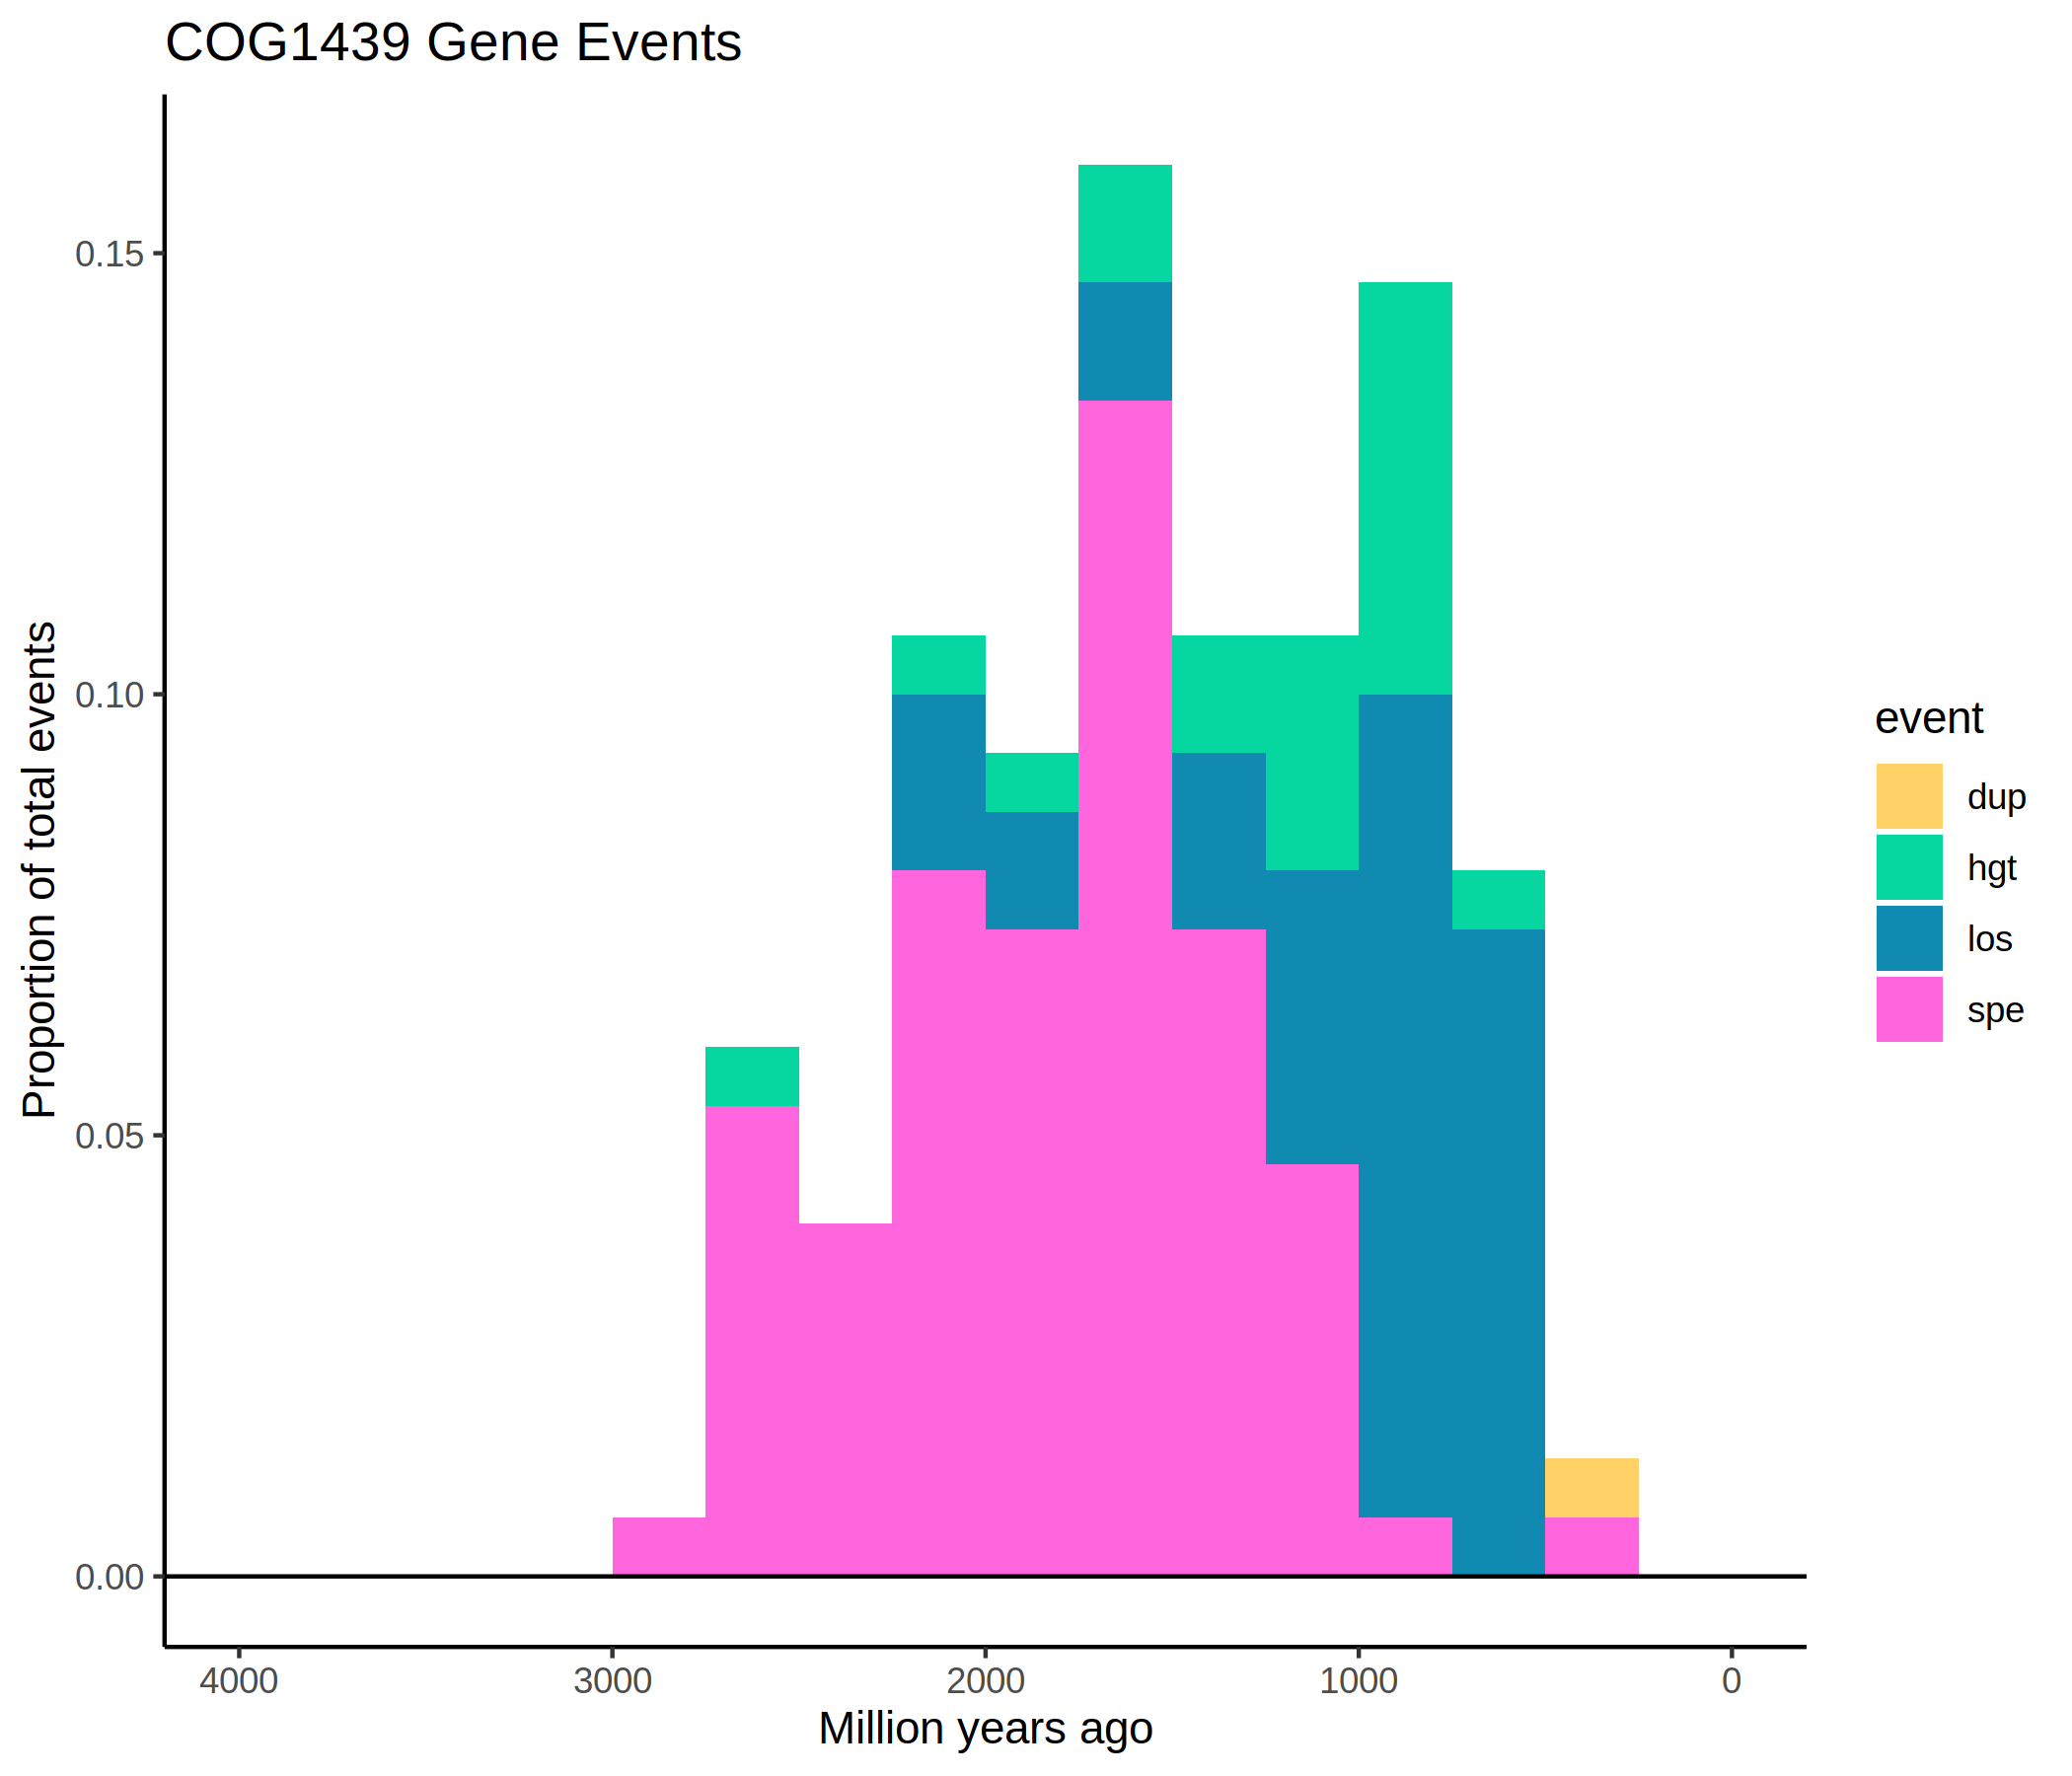 COG1439 Gene Events
Proportion of total events
0.15
0.10
0.05
0.00
4000 3000 2000 1000 0
Million years ago
event
dup
hgt
los
spe